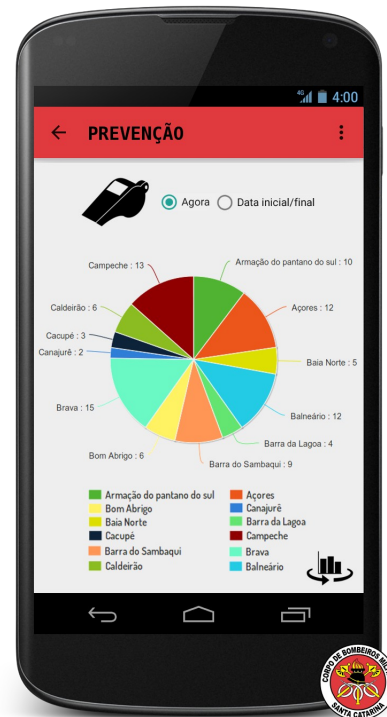 4G 4:00
PREVENÇÃO
Agora Data inicial/final
Campeche : 13
Armação do pantano do sul : 10
Caldeirão : 6
Açores : 12
Cacupé : 3
Canajurê : 2
Baia Norte : 5
Brava : 15
Balneário : 12
Barra da Lagoa : 4
Bom Abrigo : 6
Barra do Sambaqui : 9
Armação do pantano do sul Açores
Bom Abrigo Canajurê
Baia Norte Barra da Lagoa
Cacupé Campeche
Barra do Sambaqui Brava
Caldeirão Balneário
CORPO DE BOMBEIROS
SANTA CATARINA